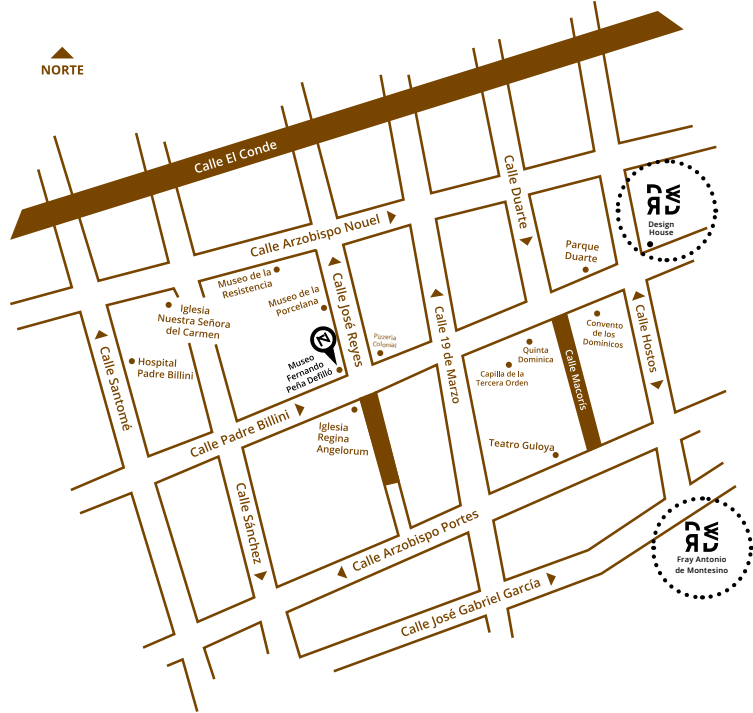 NORTE
Calle El Conde
Calle Duarte
Calle Arzobispo Nouel
Design
House
Parque
Duarte
Museo de la
Resistencia
Museo de la
Porcelana
Calle José Reyes
Iglesia
Nuestra Señora
del Carmen
Calle 19 de Marzo
Calle Hostos
Convento
de los
Dominicos
Pizzeria
Calle Santomé
Hospital
Padre Billini
Museo
Fernando
Peña Defilló
Quinta
Dominica
Capilla de la
Tercera Orden
Calle Macorís
Calle Padre Billini
Iglesia
Regina
Angelorum
Teatro Guloya
Calle Sánchez
Calle Arzobispo Portes
Fray Antonio
de Montesino
Calle José Gabriel García